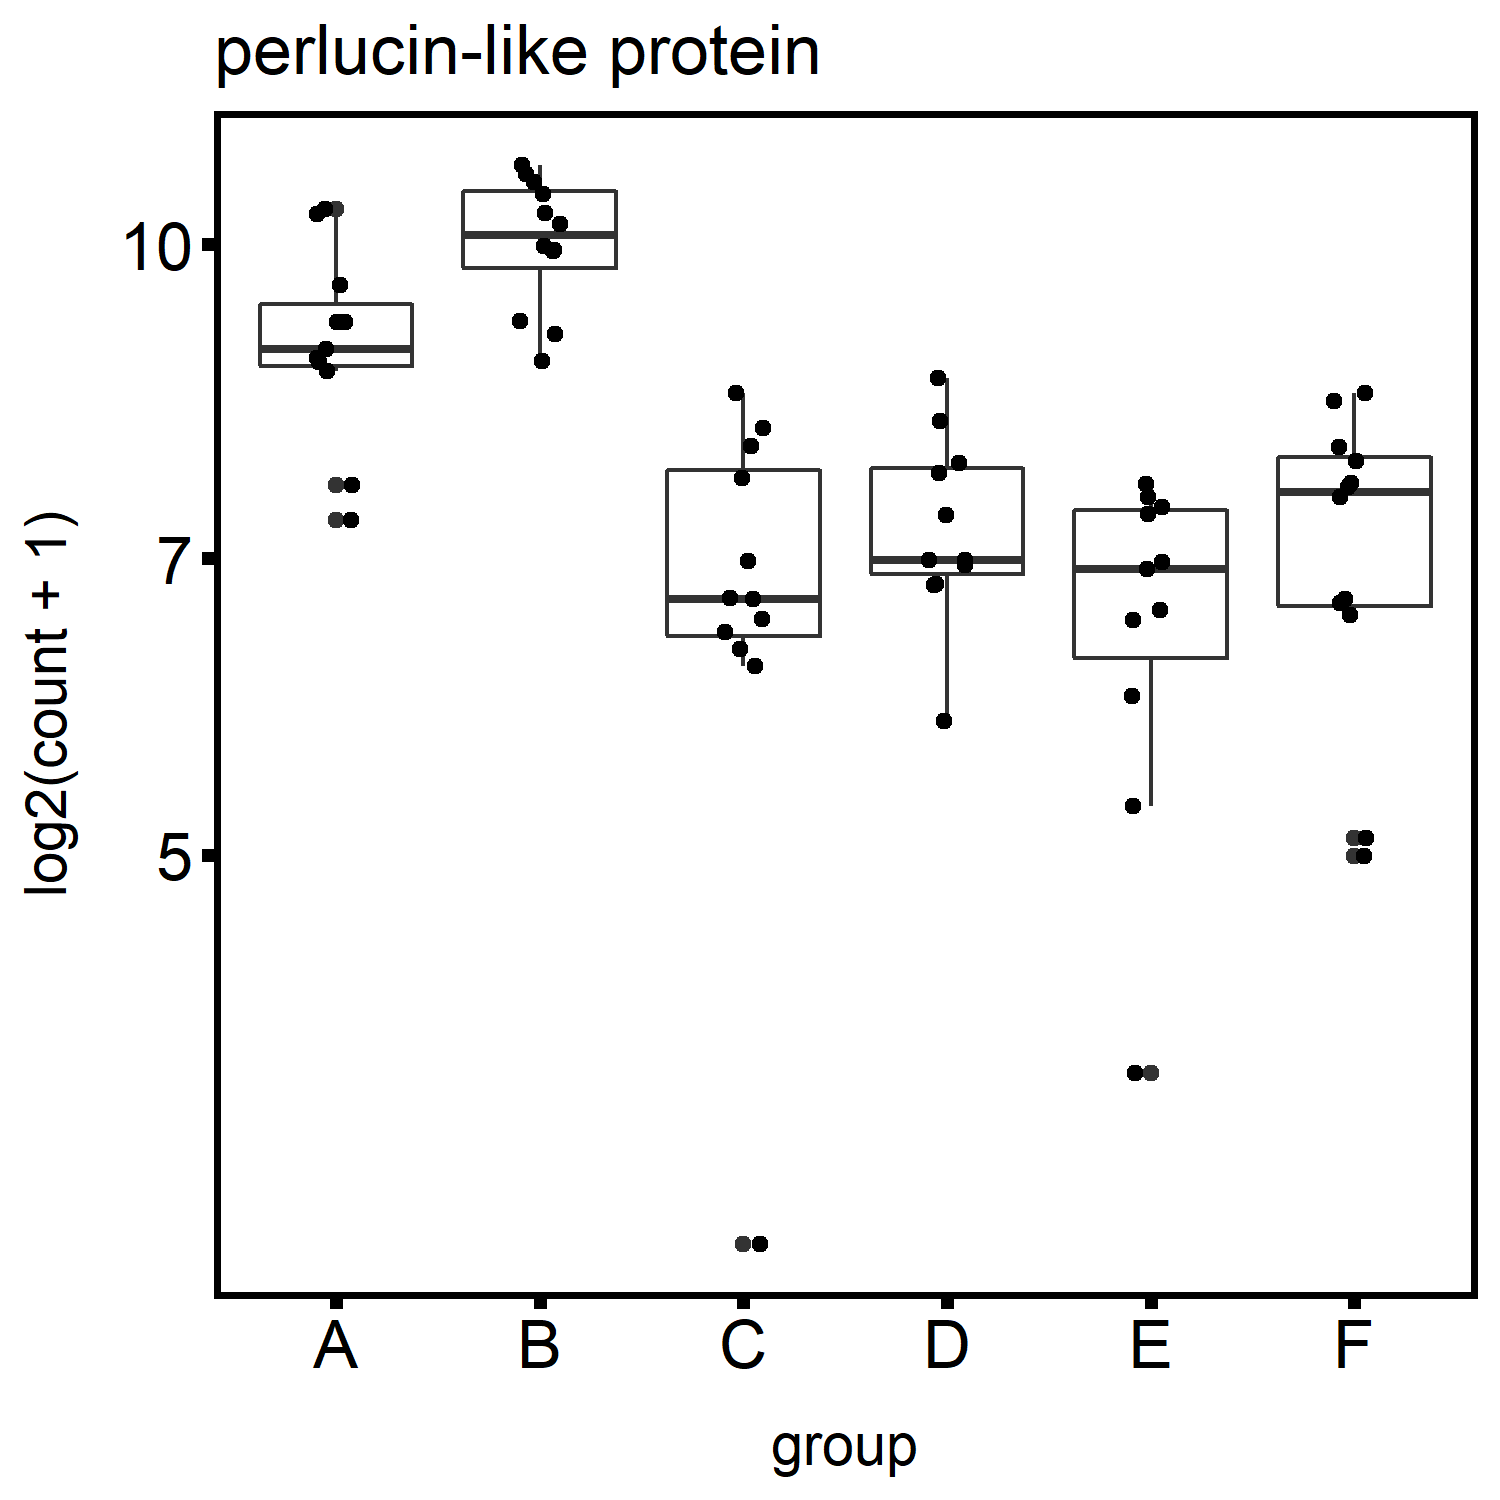 perlucin-like protein
log2(count + 1)
10
7
5
A B C D E F
group